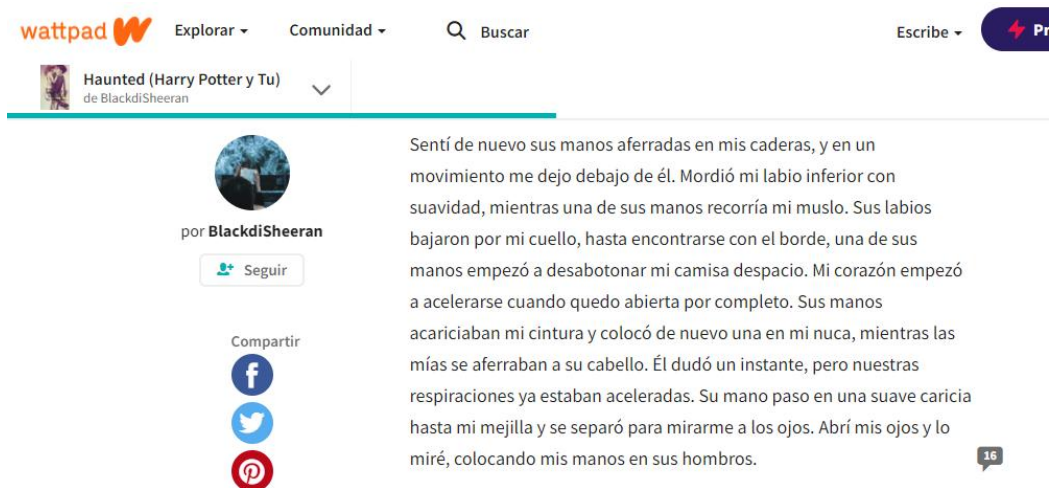 wattpad
Explorar
Comunidad
Buscar
Escribe
Pr
Haunted (Harry Potter y Tu)
de BlackdiSheeran
por BlackdiSheeran
Seguir
Compartir
Sentí de nuevo sus manos aferradas en mis caderas, y en un
movimiento me dejo debajo de él. Mordió mi labio inferior con
suavidad, mientras una de sus manos recorría mi muslo. Sus labios
bajaron por mi cuello, hasta encontrarse con el borde, una de sus
manos empezó a desabotonar mi camisa despacio. Mi corazón empezó
a acelerarse cuando quedo abierta por completo. Sus manos
acariciaban mi cintura y colocó de nuevo una en mi nuca, mientras las
mías se aferraban a su cabello. Él dudó un instante, pero nuestras
respiraciones ya estaban aceleradas. Su mano paso en una suave caricia
hasta mi mejilla y se separó para mirarme a los ojos. Abrí mis ojos y lo
miré, colocando mis manos en sus hombros.
16